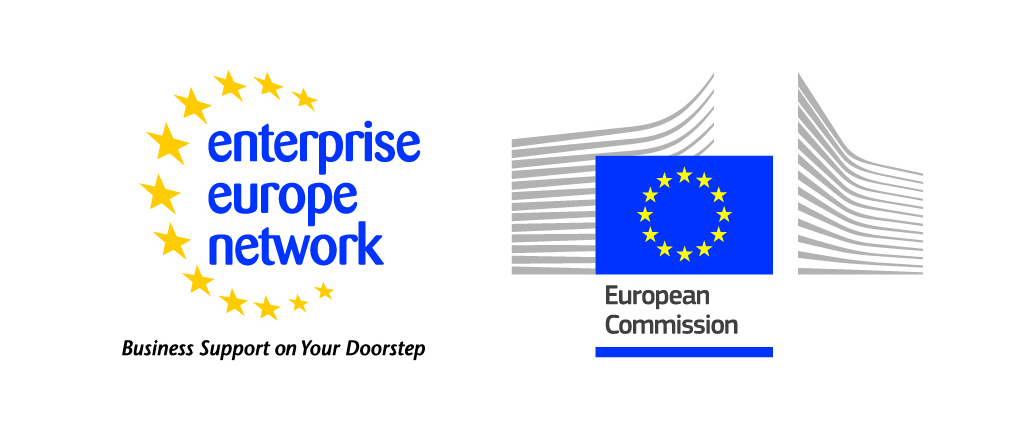 enterprise
europe
network
Business Support on Your Doorstep
European
Commission